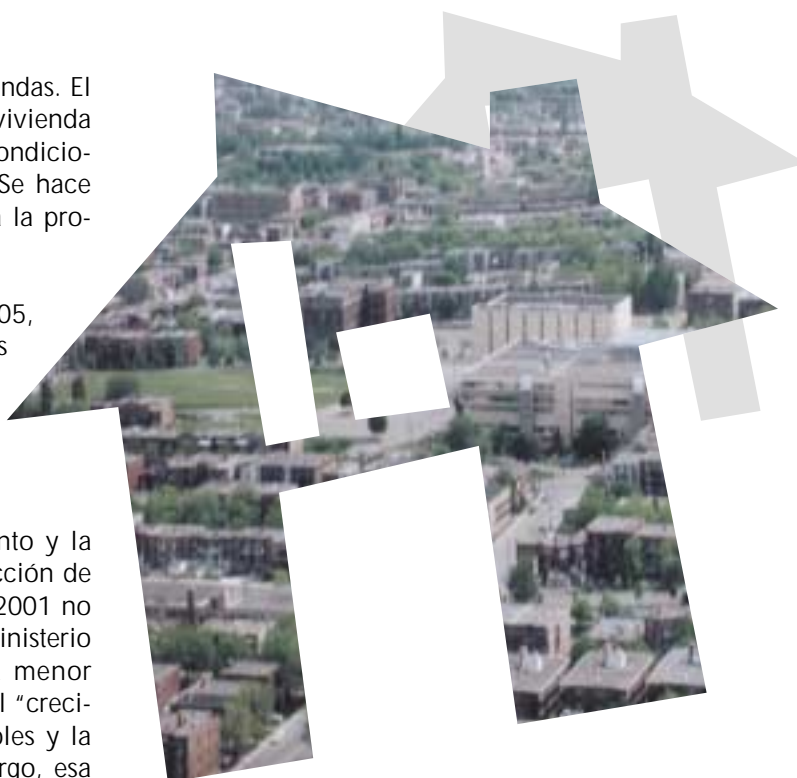 ndas. El
vivienda
ondicio-
Se hace
a la pro-
05,
s
nto y la
cción de
2001 no
inisterio
menor
l “creci-
les y la
rgo, esa